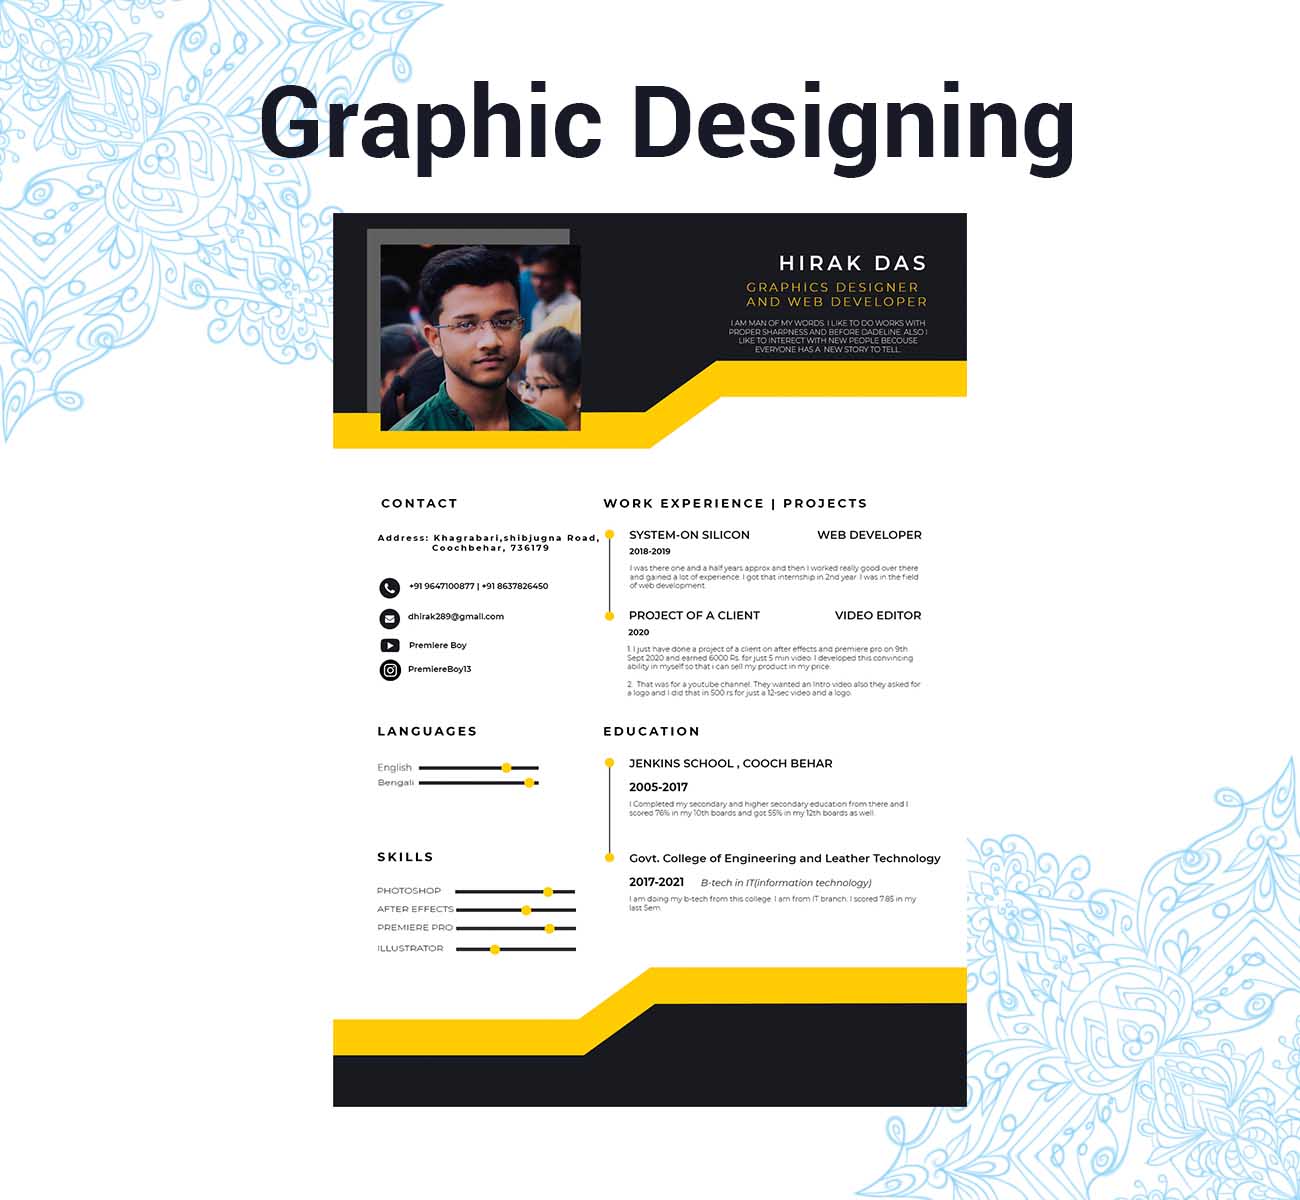 Graphic Designing
HIRAK DAS
GRAPHICS DESIGNER
AND WEB DEVELOPER
I AM MAN OF MY WORDS. I LIKE TO DO WORKS WITH
PROPER SHARPNESS AND BEFORE DADELINE. ALSO I
LIKE TO INTERECT WITH NEW PEOPLE BECOUSE
EVERYONE HAS A NEW STORY TO TELL.
CONTACT
Address: Khagrabari,shibjugna Road,
Coochbehar, 736179
+91 9647100877 | +91 8637826450
dhirak289@gmail.com
Premiere Boy
PremiereBoy13
LANGUAGES
English
Bengali
SKILLS
PHOTOSHOP
AFTER EFFECTS
PREMIERE PRO
ILLUSTRATOR
WORK EXPERIENCE | PROJECTS
SYSTEM-ON SILICON WEB DEVELOPER
2018-2019
I was there one and a half years approx and then I worked really good over there
and gained a lot of experience. I got that internship in 2nd year. I was in the field
of web development.
PROJECT OF A CLIENT VIDEO EDITOR
2020
1. I just have done a project of a client on after effects and premiere pro on 9th
Sept 2020 and earned 6000 Rs. for just 5 min video. I developed this convincing
ability in myself so that i can sell my product in my price.
2. That was for a youtube channel. They wanted an Intro video also they asked for
a logo and I did that in 500 rs for just a 12-sec video and a logo.
EDUCATION
JENKINS SCHOOL , COOCH BEHAR
2005-2017
I Completed my secondary and higher secondary education from there and I
scored 76% in my 10th boards and got 55% in my 12th boards as well.
Govt. College of Engineering and Leather Technology
2017-2021 B-tech in IT(information technology)
I am doing my b-tech from this college. I am from IT branch. I scored 7.85 in my
last Sem.